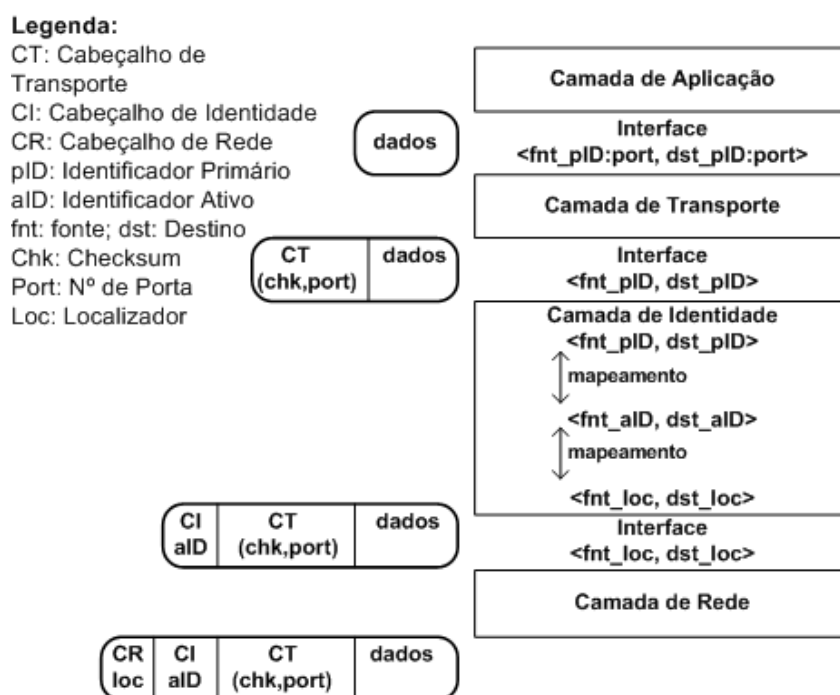 Legenda:
CT: Cabeçalho de
Transporte
CI: Cabeçalho de Identidade
CR: Cabeçalho de Rede
pID: Identificador Primário
aID: Identificador Ativo
fnt: fonte; dst: Destino
Chk: Checksum
Port: Nº de Porta
Loc: Localizador
Camada de Aplicação
dados
Interface
<fnt_pID:port, dst_pID:port>
Camada de Transporte
CT
(chk,port)
dados
Interface
<fnt_pID, dst_pID>
Camada de Identidade
<fnt_pID, dst_pID>
mapeamento
<fnt_aID, dst_aID>
mapeamento
<fnt_loc, dst_loc>
CI
aID
CT
(chk,port)
dados
Interface
<fnt_loc, dst_loc>
Camada de Rede
CR
loc
CI
aID
CT
(chk,port)
dados